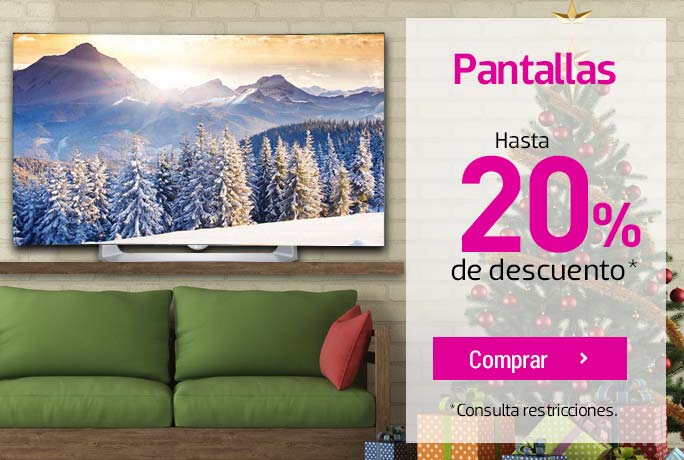 Pantallas
Hasta
20%
de descuento*
Comprar >
*Consulta restricciones.